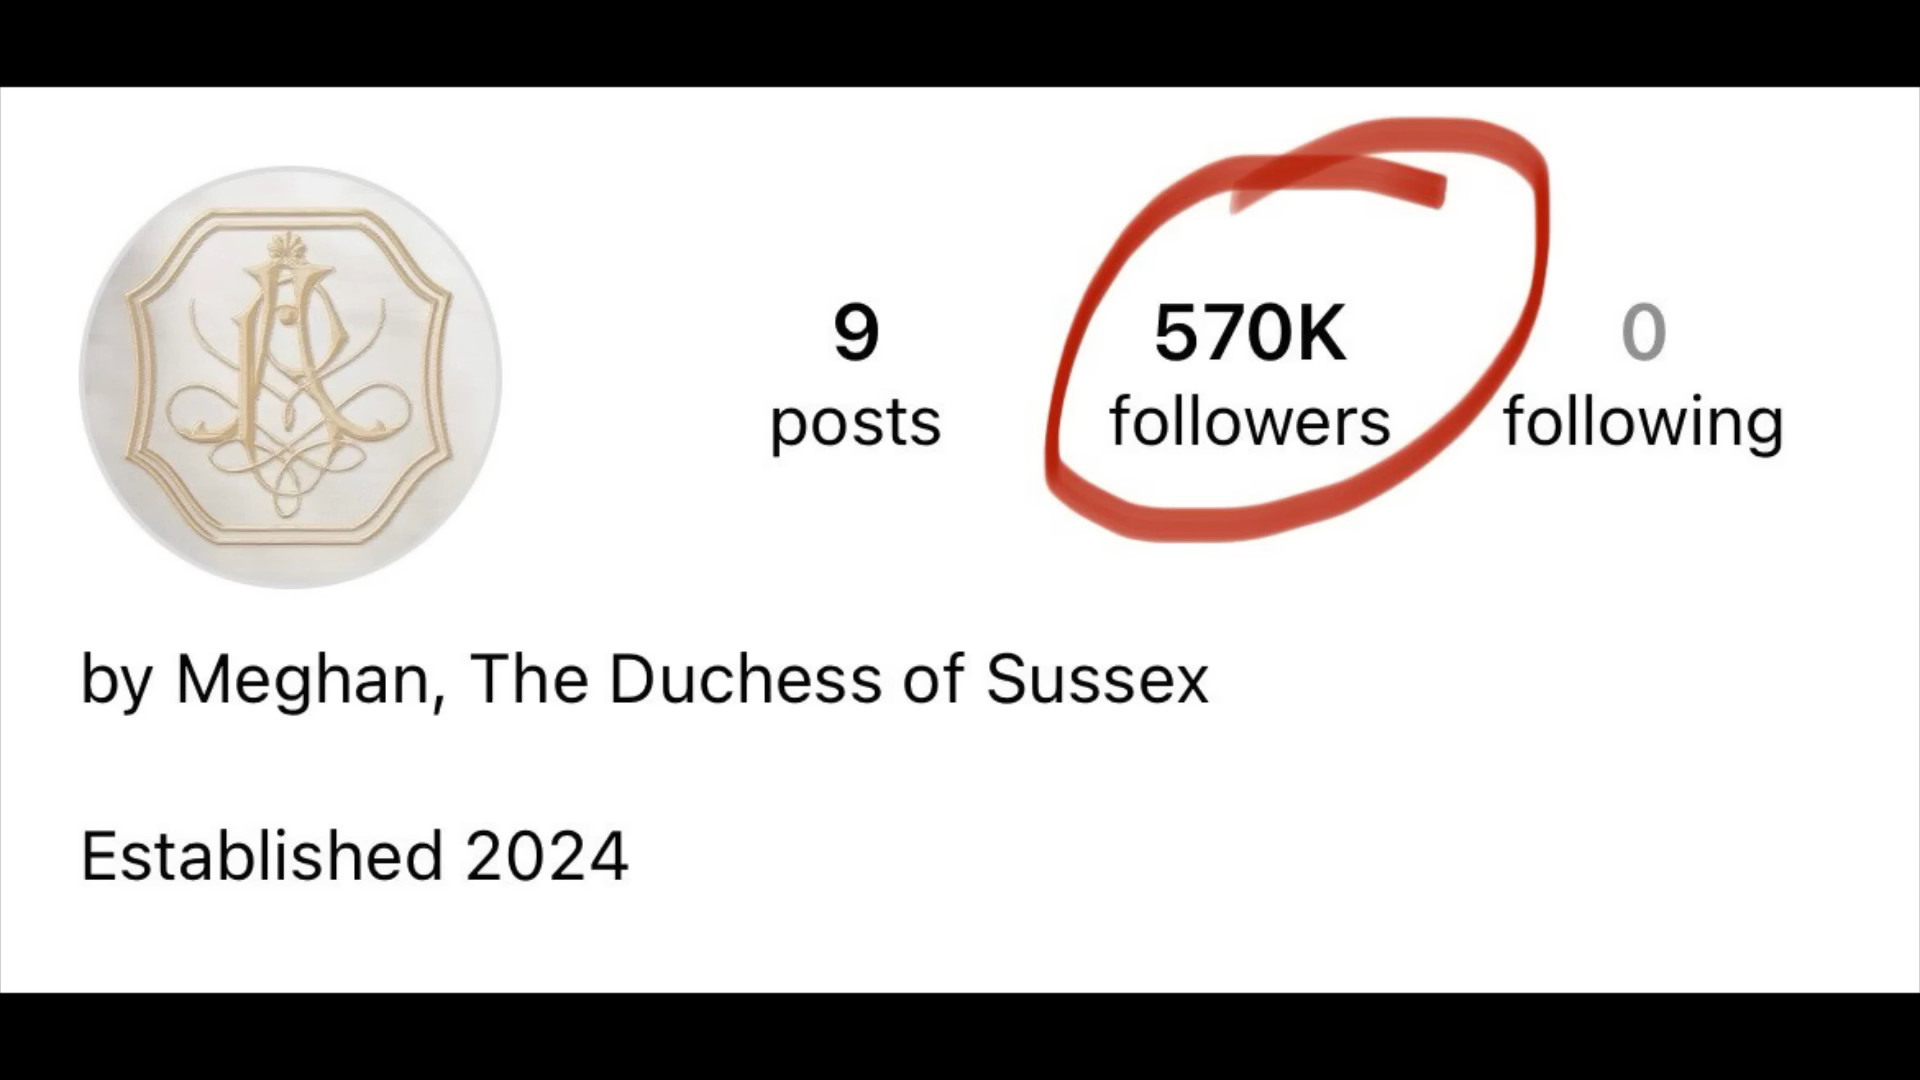 9 570K 0
posts followers following
by Meghan, The Duchess of Sussex
Established 2024